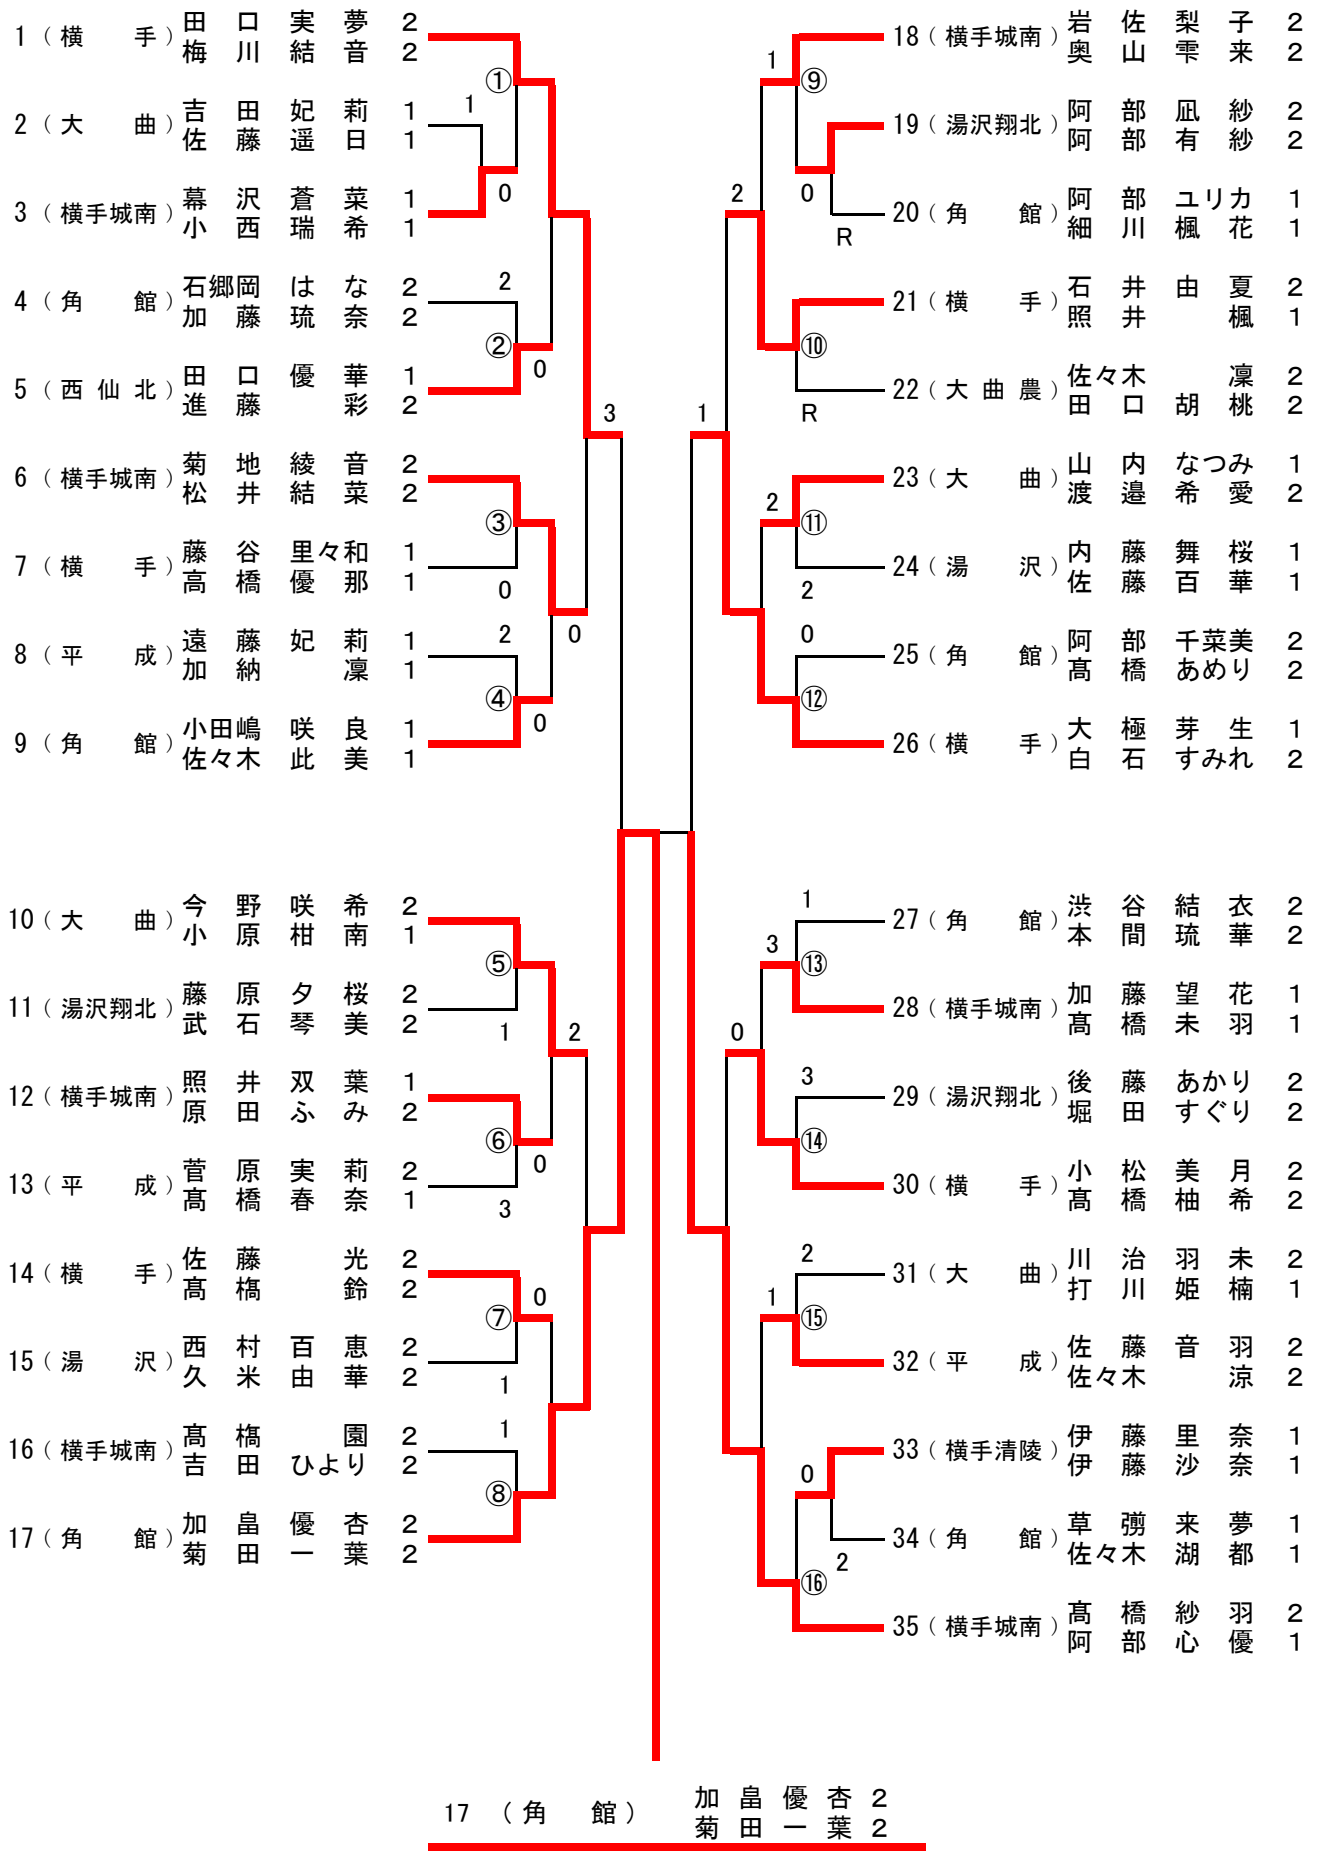 1 ( 横 手 ) 田 口 実 夢 2
梅 川 結 音 2
2 ( 大 曲 ) 吉 田 妃 莉 1
佐 藤 遥 日 1
3 ( 横手城南 ) 幕 沢 蒼 菜 1
小 西 瑞 希 1
4 ( 角 館 ) 石郷岡 は な 2
加 藤 琉 奈 2
5 ( 西 仙 北 ) 田 口 優 華 1
進 藤 彩 2
6 ( 横手城南 ) 菊 地 綾 音 2
松 井 結 菜 2
7 ( 横 手 ) 藤 谷 里々和 1
高 橋 優 那 1
8 ( 平 成 ) 遠 藤 妃 莉 1
加 納 凜 1
9 ( 角 館 ) 小田嶋 咲 良 1
佐々木 此 美 1
10 ( 大 曲 ) 今 野 咲 希 2
小 原 柑 南 1
11 ( 湯沢翔北 ) 藤 原 夕 桜 2
武 石 琴 美 2
12 ( 横手城南 ) 照 井 双 葉 1
原 田 ふ み 2
13 ( 平 成 ) 菅 原 実 莉 2
髙 橋 春 奈 1
14 ( 横 手 ) 佐 藤 光 2
髙 槗 鈴 2
15 ( 湯 沢 ) 西 村 百 恵 2
久 米 由 華 2
16 ( 横手城南 ) 髙 槗 園 2
吉 田 ひより 2
17 ( 角 館 ) 加 畠 優 杏 2
菊 田 一 葉 2
①
1
0
2
②
0
③
0
2
④
0
0
3
⑤
1
2
⑥
0
3
⑦
0
1
1
⑧
1
⑨
0
R
2
⑩
R
1
2
⑪
2
0
⑫
1
3
⑬
0
3
⑭
2
1
⑮
0
2
⑯
18 ( 横手城南 ) 岩 佐 梨 子 2
奥 山 雫 来 2
19 ( 湯沢翔北 ) 阿 部 凪 紗 2
阿 部 有 紗 2
20 ( 角 館 ) 阿 部 ユリカ 1
細 川 楓 花 1
21 ( 横 手 ) 石 井 由 夏 2
照 井 楓 1
22 ( 大 曲 農 ) 佐々木 凜 2
田 口 胡 桃 2
23 ( 大 曲 ) 山 内 なつみ 1
渡 邉 希 愛 2
24 ( 湯 沢 ) 内 藤 舞 桜 1
佐 藤 百 華 1
25 ( 角 館 ) 阿 部 千菜美 2
髙 橋 あめり 2
26 ( 横 手 ) 大 極 芽 生 1
白 石 すみれ 2
27 ( 角 館 ) 渋 谷 結 衣 2
本 間 琉 華 2
28 ( 横手城南 ) 加 藤 望 花 1
髙 橋 未 羽 1
29 ( 湯沢翔北 ) 後 藤 あかり 2
堀 田 すぐり 2
30 ( 横 手 ) 小 松 美 月 2
髙 橋 柚 希 2
31 ( 大 曲 ) 川 治 羽 未 2
打 川 姫 楠 1
32 ( 平 成 ) 佐 藤 音 羽 2
佐々木 涼 2
33 ( 横手清陵 ) 伊 藤 里 奈 1
伊 藤 沙 奈 1
34 ( 角 館 ) 草 彅 来 夢 1
佐々木 湖 都 1
35 ( 横手城南 ) 髙 橋 紗 羽 2
阿 部 心 優 1
17 ( 角 館 ) 加 畠 優 杏 2
菊 田 一 葉 2